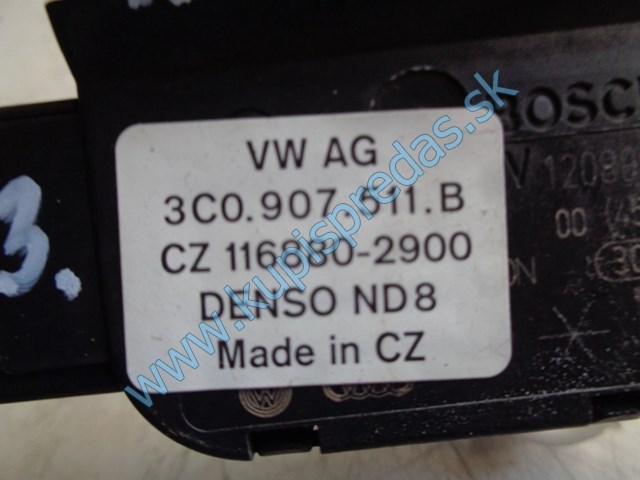 BOSCH
VW AG
3C0.907.511.B
CZ 116880-2900
DENSO ND8
Made in CZ
3.
www.kupispredas.sk